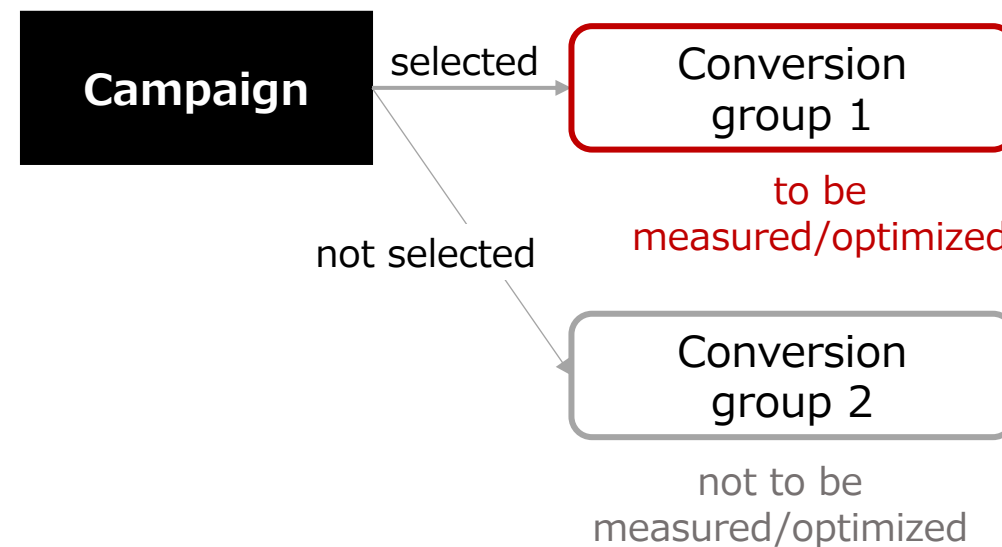 Campaign
selected
Conversion
group 1
to be
measured/optimized
not selected
Conversion
group 2
not to be
measured/optimized